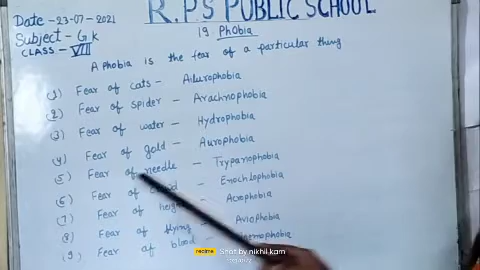 R.P.S PUBLIC SCHOOL
Date - 23-07-2021
Subject - G.K
CLASS - VIII
19. Phobia
A Phobia is the fear of a particular thing
(1) Fear of cats - Ailurophobia
(2) Fear of spider - Arachnophobia
(3) Fear of water - Hydrophobia
(4) Fear of gold - Aurophobia
(5) Fear of needle - Trypanophobia
(6) Fear of - Enochlophobia
(7) Fear of - Acrophobia
(8) Fear of flying - Aviophobia
(9) Fear of blood -
realme Shot by nikhil kam